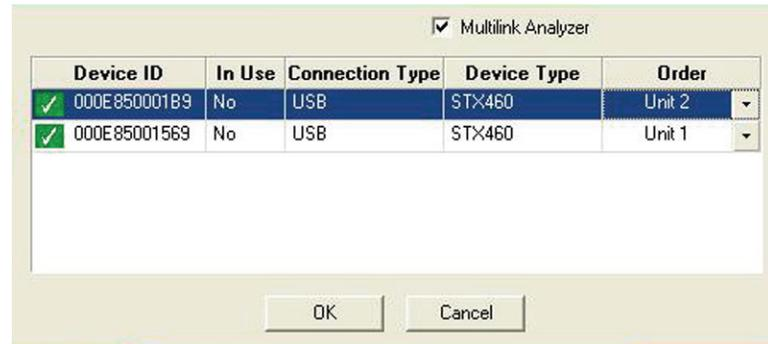 Multilink Analyzer
Device ID In Use Connection Type Device Type Order
000E850001B9 No USB STX460 Unit 2
000E85001569 No USB STX460 Unit 1
OK Cancel